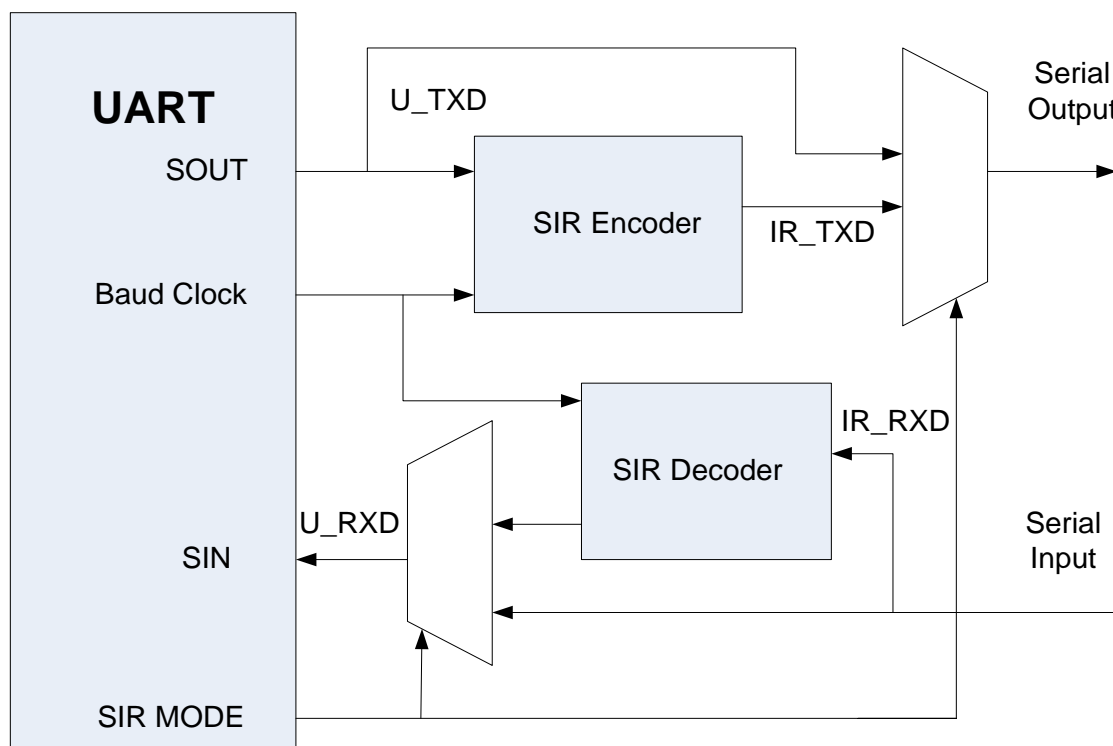 UART
SOUT
Baud Clock
SIN
SIR MODE
U_TXD
SIR Encoder
IR_TXD
Serial
Output
IR_RXD
SIR Decoder
U_RXD
Serial
Input